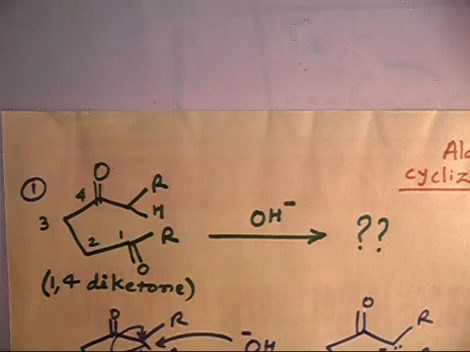 Ald
cycliz
①
O
4
R
H
3
2
1
R
O
OH⁻
??
(1,4 diketone)
O
R
⁻OH
O
R